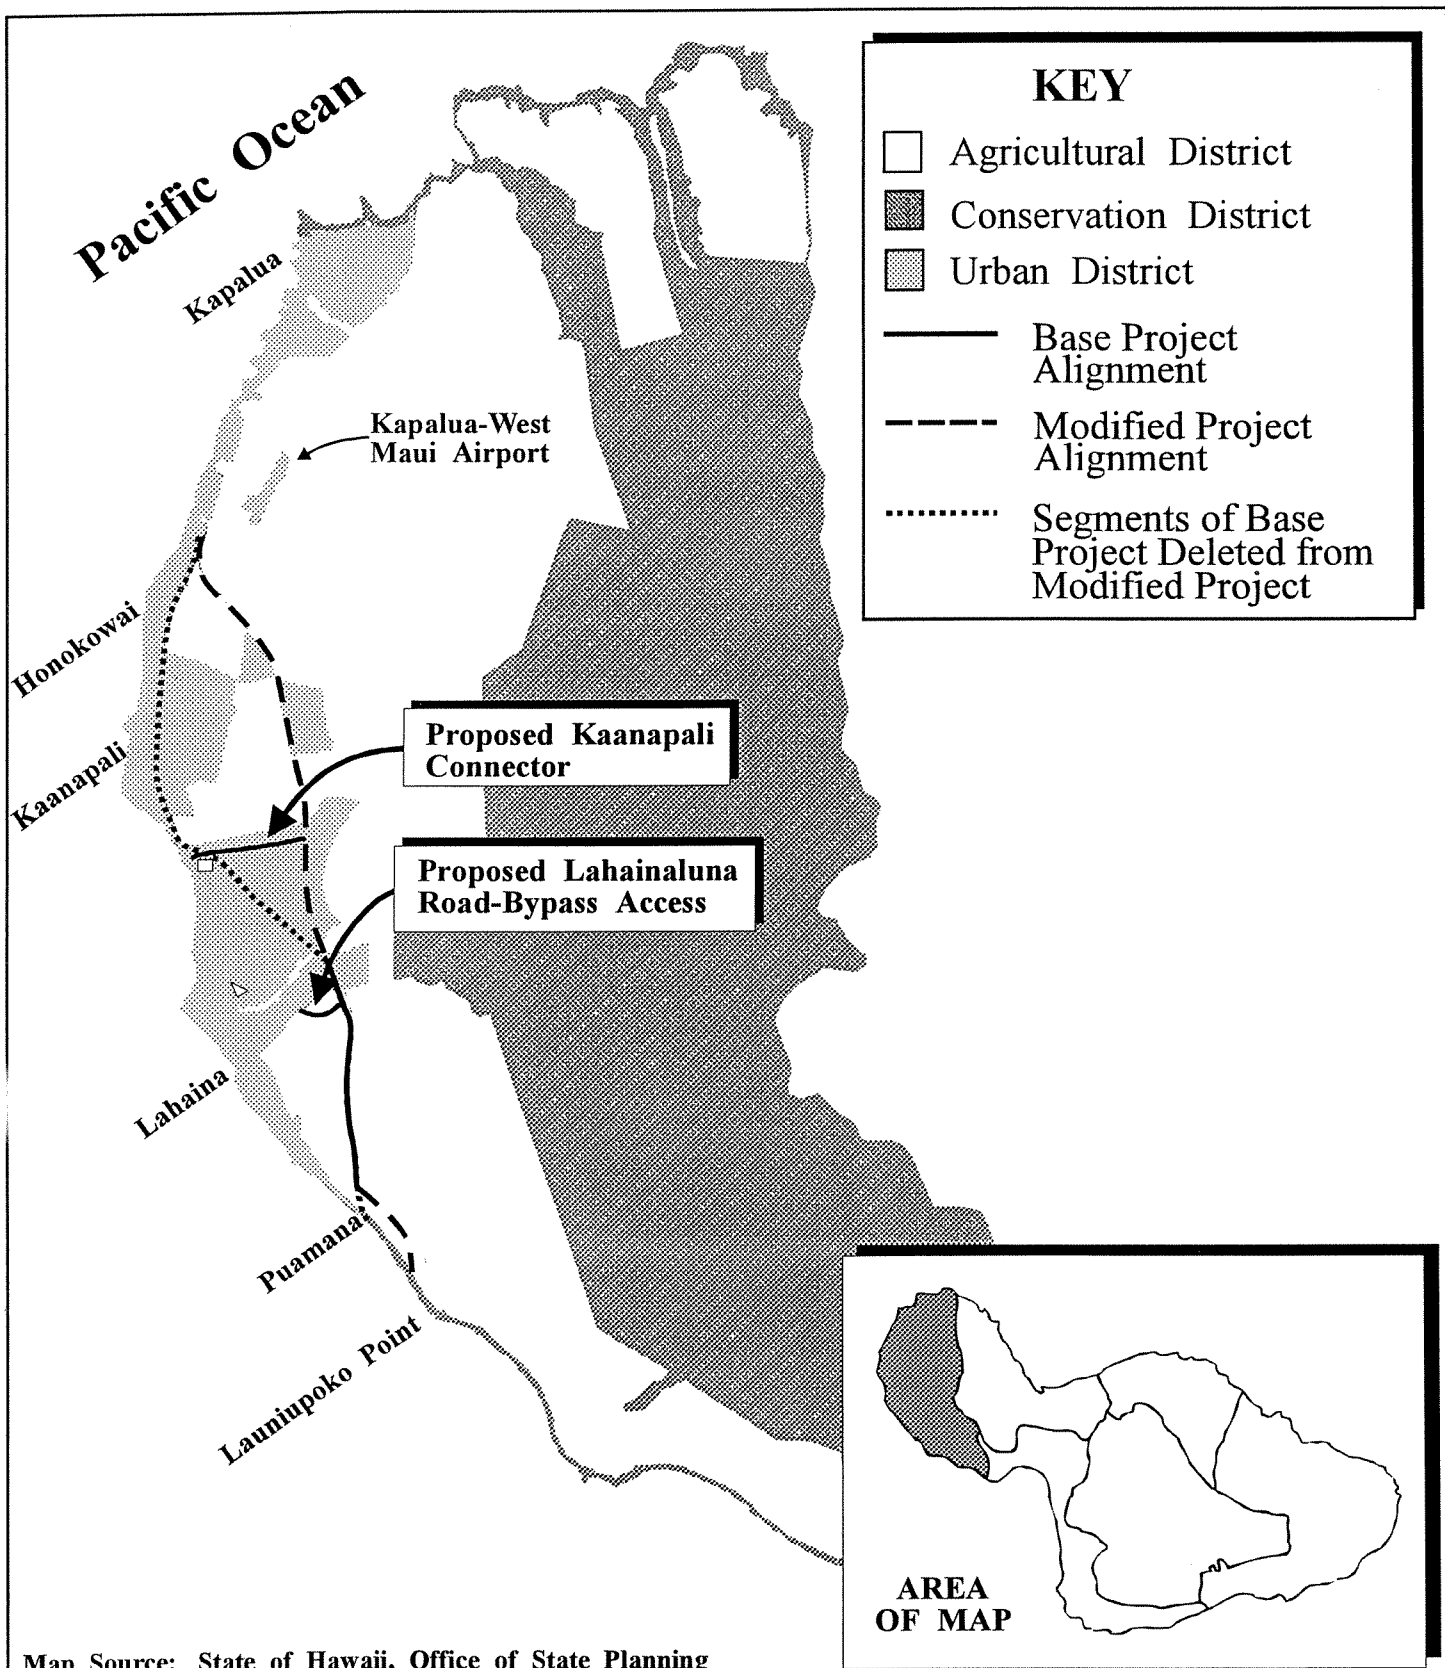 Pacific Ocean
KEY
Agricultural District
Conservation District
Urban District
Base Project
Alignment
Modified Project
Alignment
Segments of Base
Project Deleted from
Modified Project
Kapalua
Kapalua-West
Maui Airport
Honokowai
Kaanapali
Proposed Kaanapali
Connector
Proposed Lahainaluna
Road-Bypass Access
Lahaina
Puamana
Launiupoko Point
AREA
OF MAP
Map Source: State of Hawaii, Office of State Planning